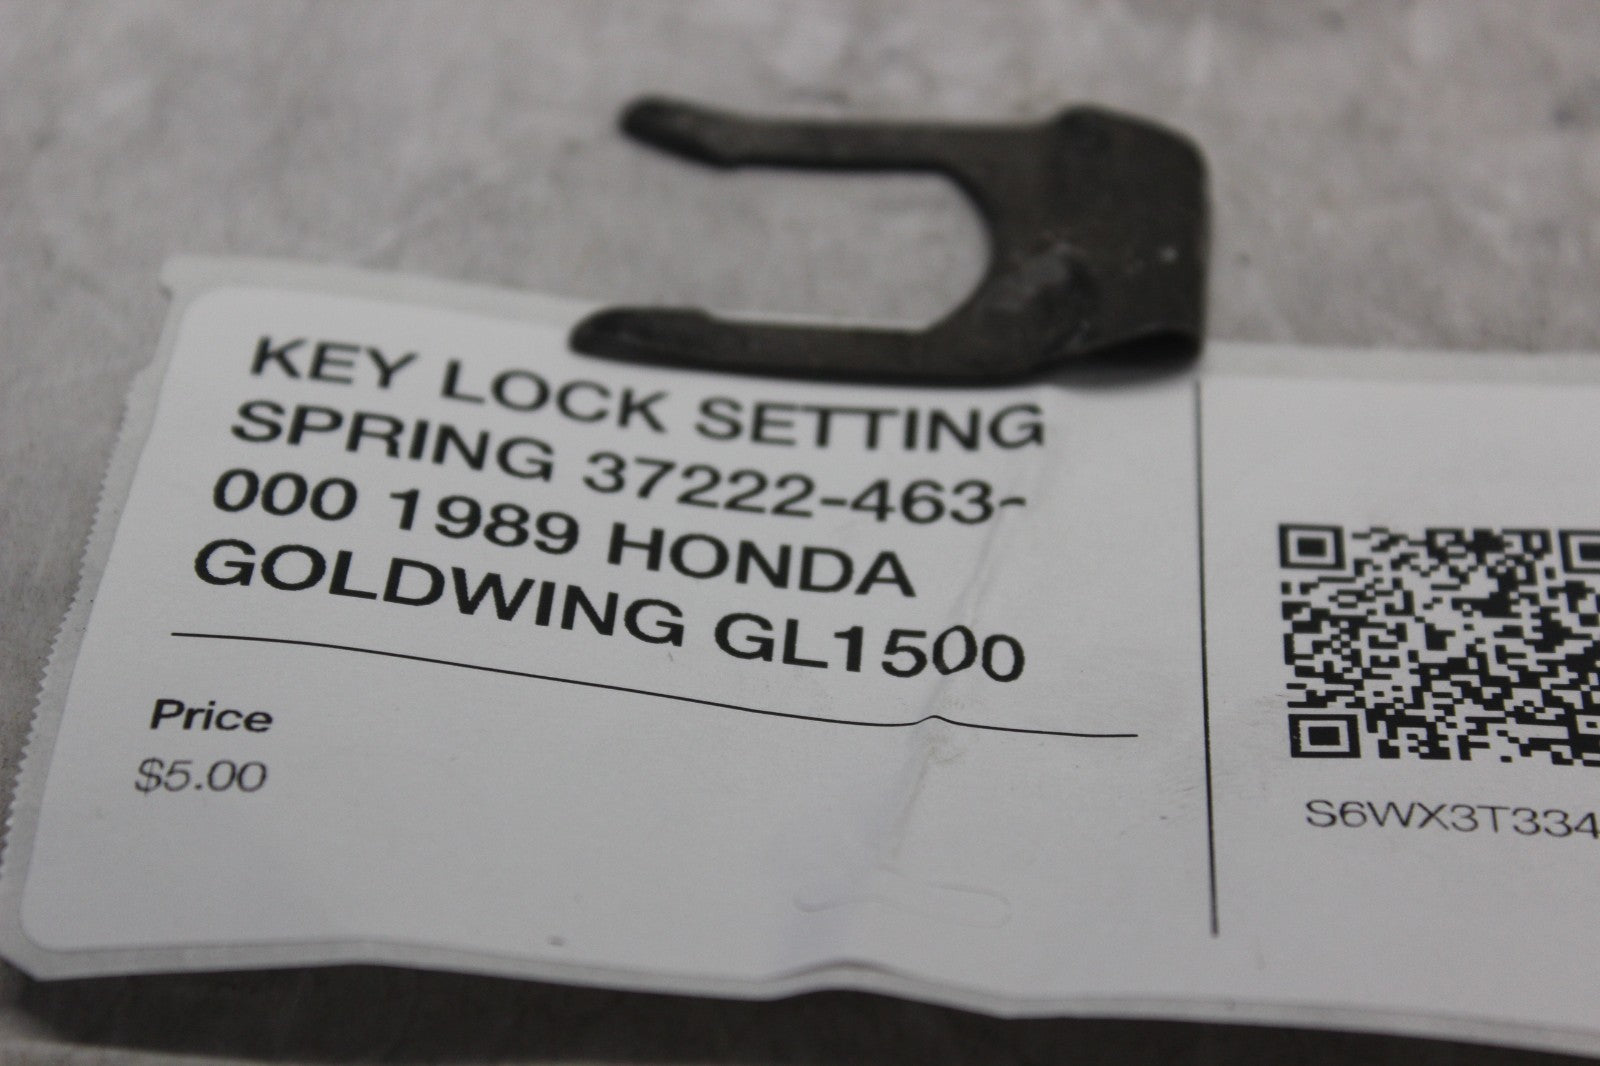 KEY LOCK SETTING
SPRING 37222-463-
000 1989 HONDA
GOLDWING GL1500
Price
$5.00
S6WX3T334